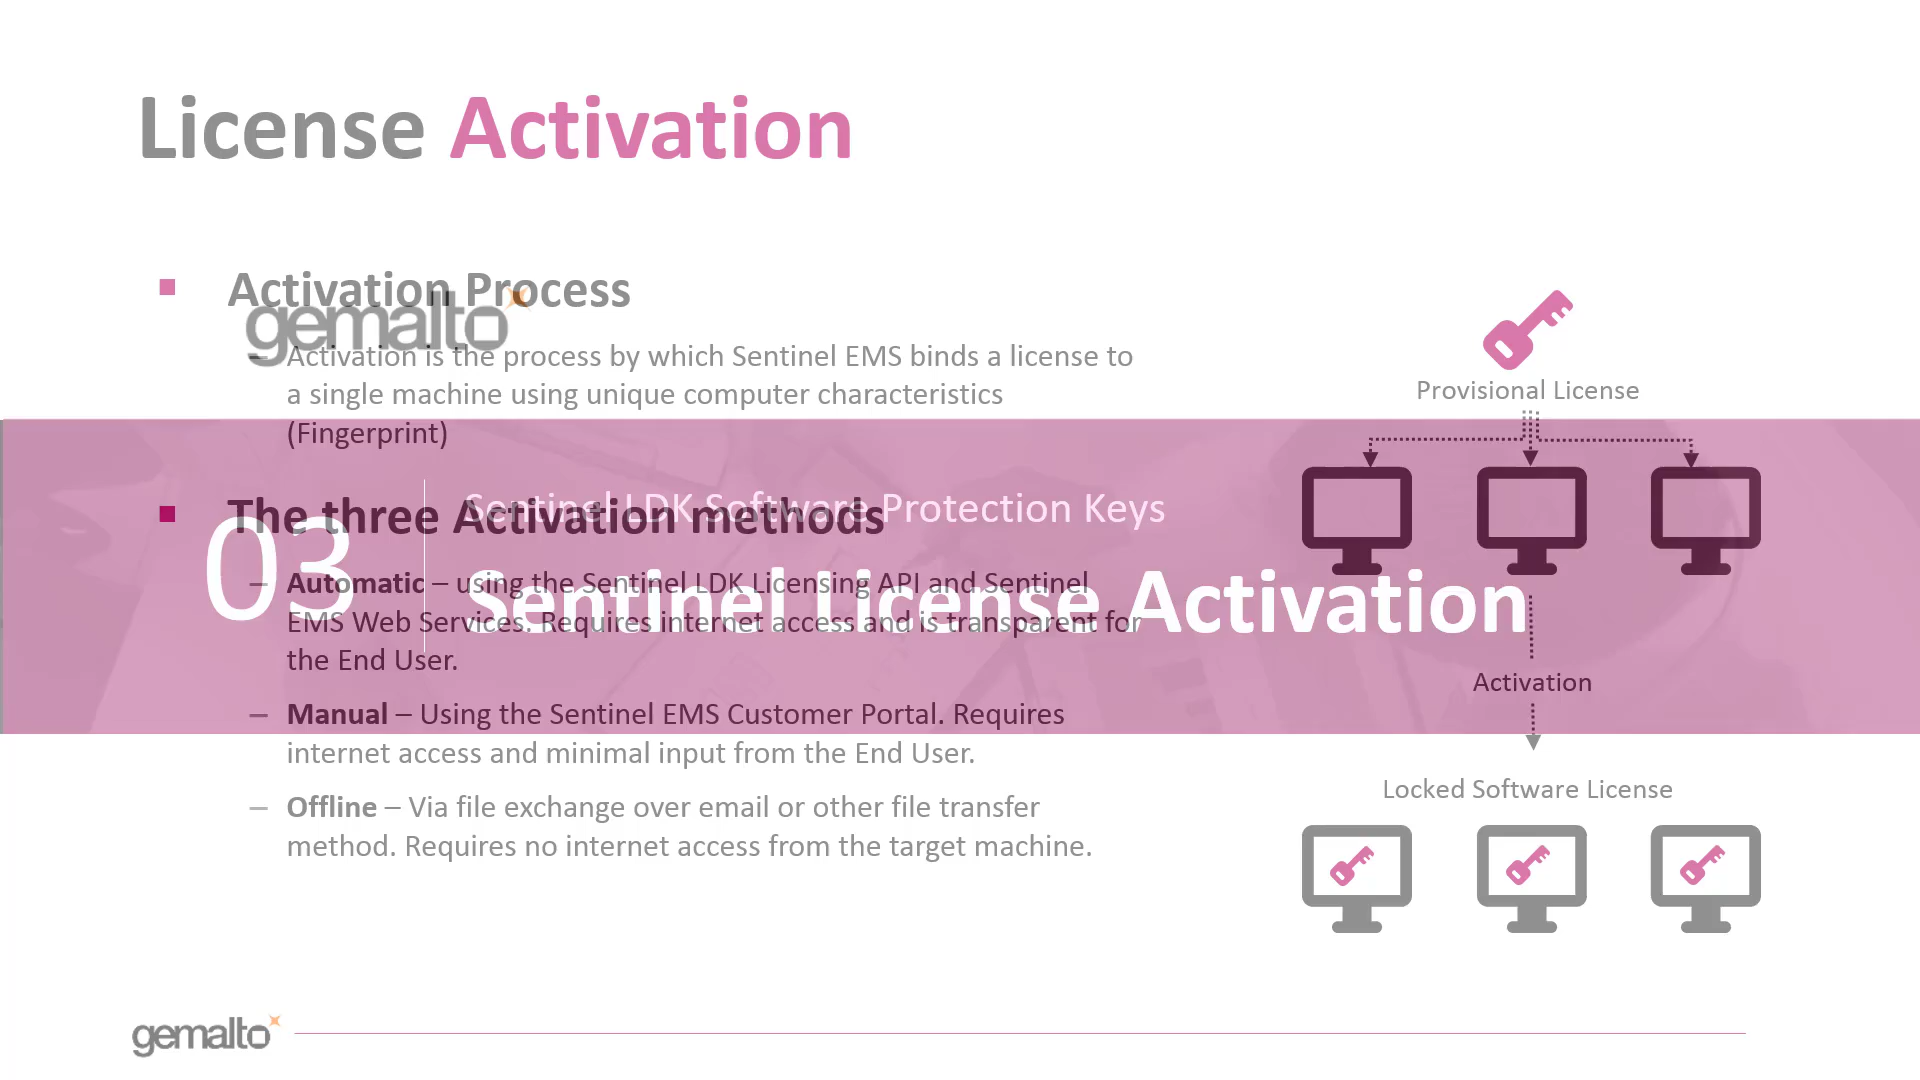 License Activation
Activation Process
gemalto
– Activation is the process by which Sentinel EMS binds a license to
a single machine using unique computer characteristics
(Fingerprint)
The three Activation methods
– Automatic – using the Sentinel LDK Licensing API and Sentinel
EMS Web Services. Requires internet access and is transparent for
the End User.
– Manual – Using the Sentinel EMS Customer Portal. Requires
internet access and minimal input from the End User.
– Offline – Via file exchange over email or other file transfer
method. Requires no internet access from the target machine.
03
Sentinel LDK Software Protection Keys
Sentinel License Activation
Provisional License
Activation
Locked Software License
gemalto